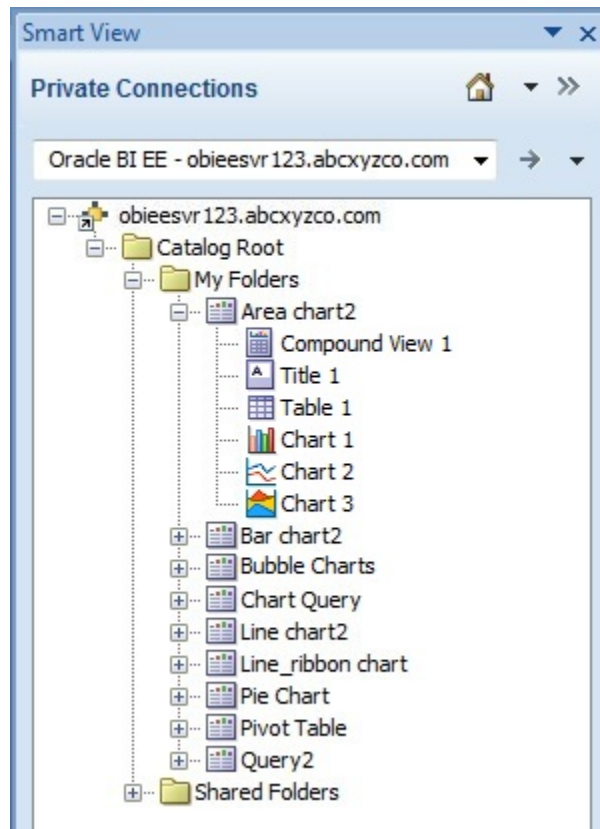 Smart View
Private Connections
Oracle BI EE - obieesvr123.abcxyzco.com
obieesvr123.abcxyzco.com
Catalog Root
My Folders
Area chart2
Compound View 1
Title 1
Table 1
Chart 1
Chart 2
Chart 3
Bar chart2
Bubble Charts
Chart Query
Line chart2
Line_ribbon chart
Pie Chart
Pivot Table
Query2
Shared Folders